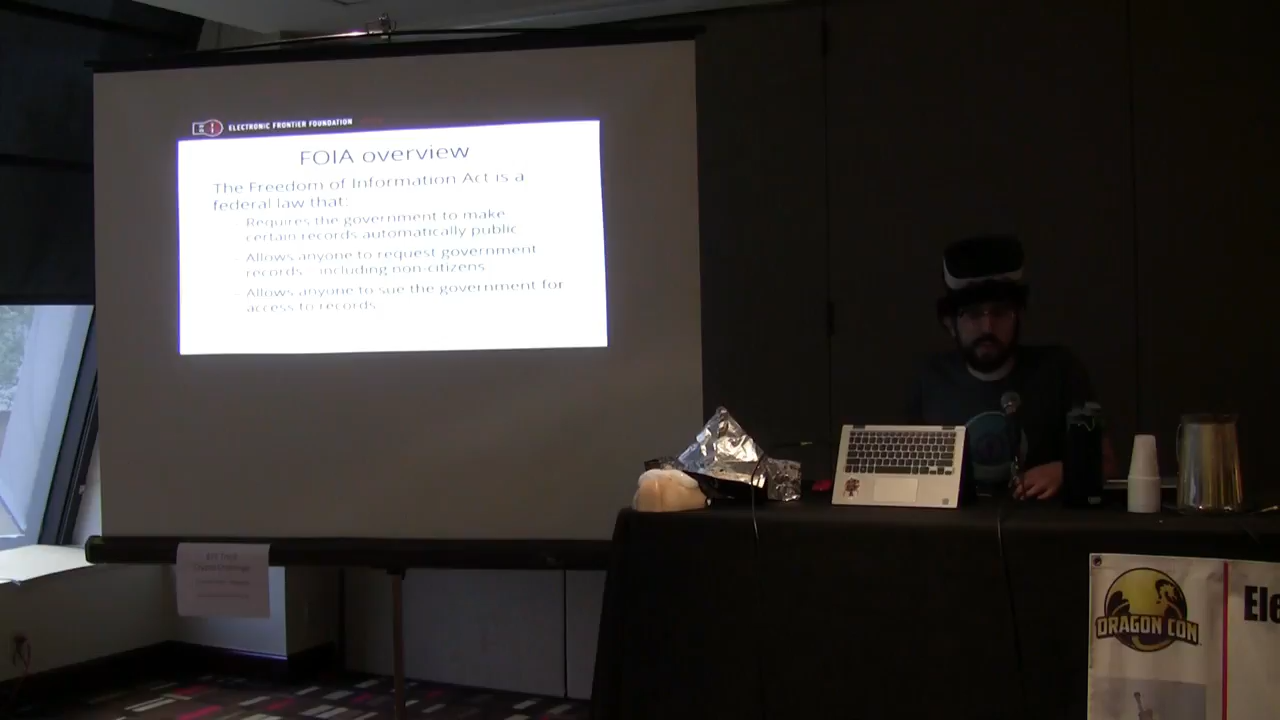 ELECTRONIC FRONTIER FOUNDATION
FOIA overview
The Freedom of Information Act is a
federal law that:
Requires the government to make
certain records automatically public
Allows anyone to request government
records including non-citizens
Allows anyone to sue the government for
access to records
DRAGON CON
Ele